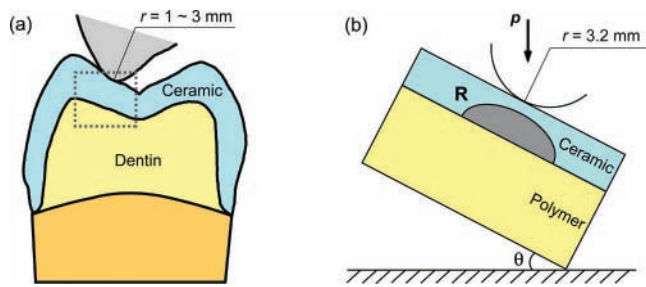 (a)
r = 1 ~ 3 mm
Ceramic
Dentin
(b)
p
r = 3.2 mm
R
Ceramic
Polymer
θ